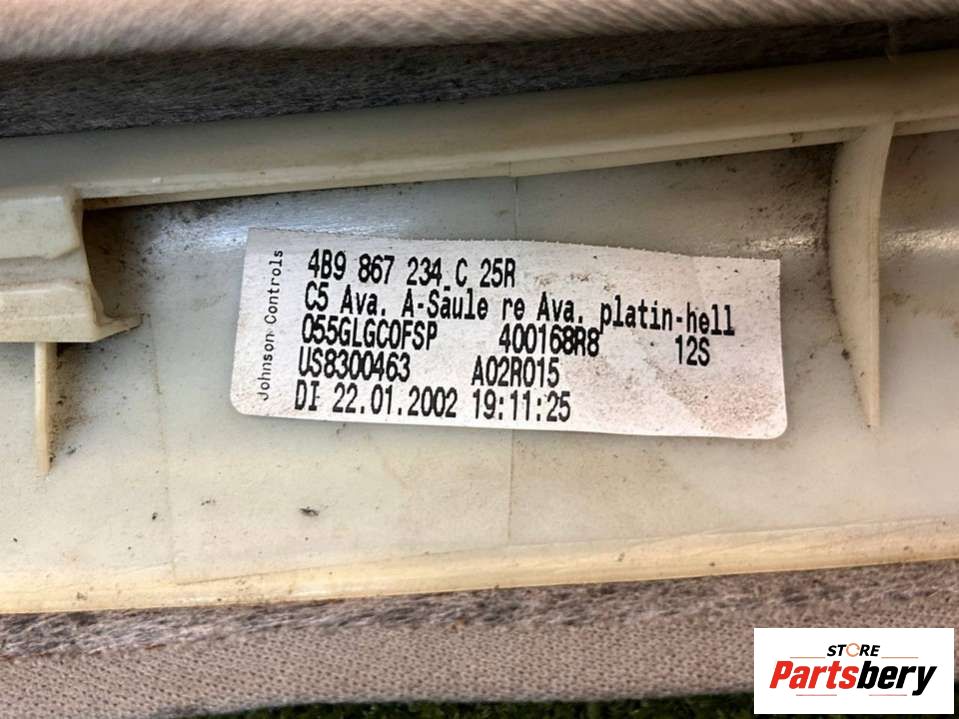 Johnson Controls
4B9 867 234 C 25R
C5 Ava. A-Säule re Ava. platin-hell
055GLGCOFSP 400168R8 12S
US8300463 A02R015
DI 22.01.2002 19:11:25
STORE
Partsbery